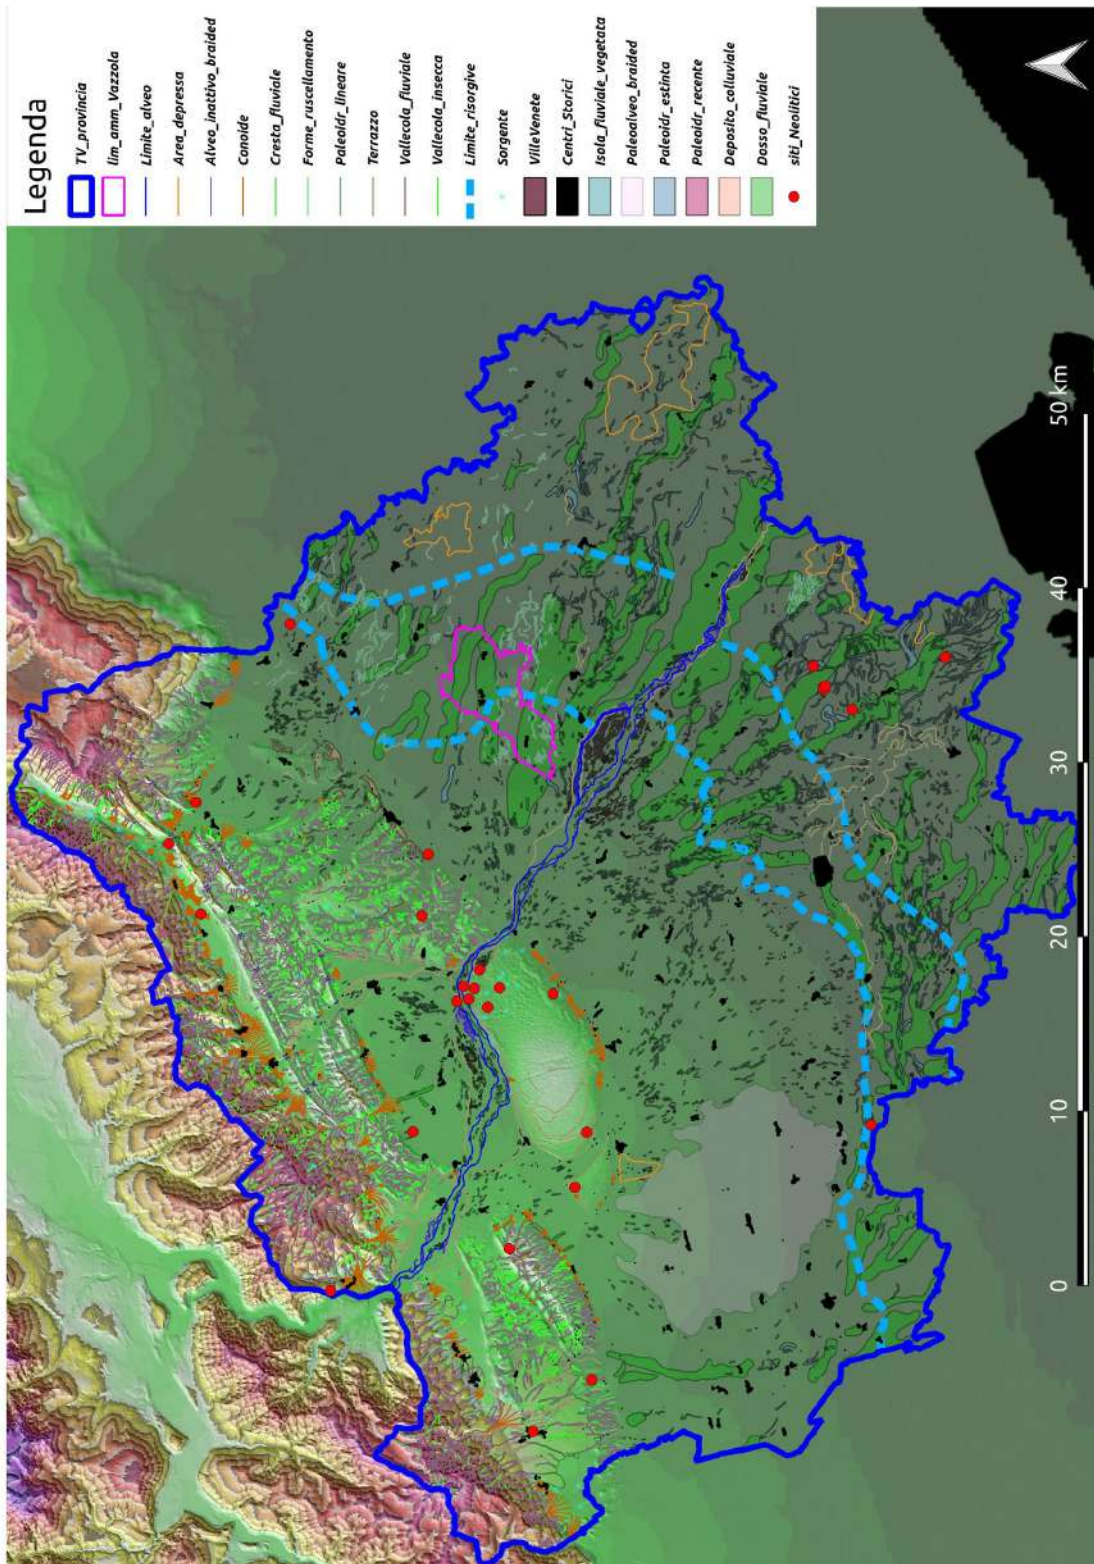 Legenda
TV_provincia
lim_amm_Vazzola
Limite_alveo
Area_depressa
Alveo_inattivo_braided
Conoide
Cresta_fluviale
Forme_ruscellamento
Paleoidr_lineare
Terrazzo
Vallecola_fluviale
Vallecola_insecca
Limite_risorgive
Sorgente
VilleVenete
Centri_Storici
Isola_fluviale_vegetata
Paleoalveo_braided
Paleoidr_estinta
Paleoidr_recente
Deposito_colluviale
Dosso_fluviale
siti_Neolitici
0 10 20 30 40 50 km